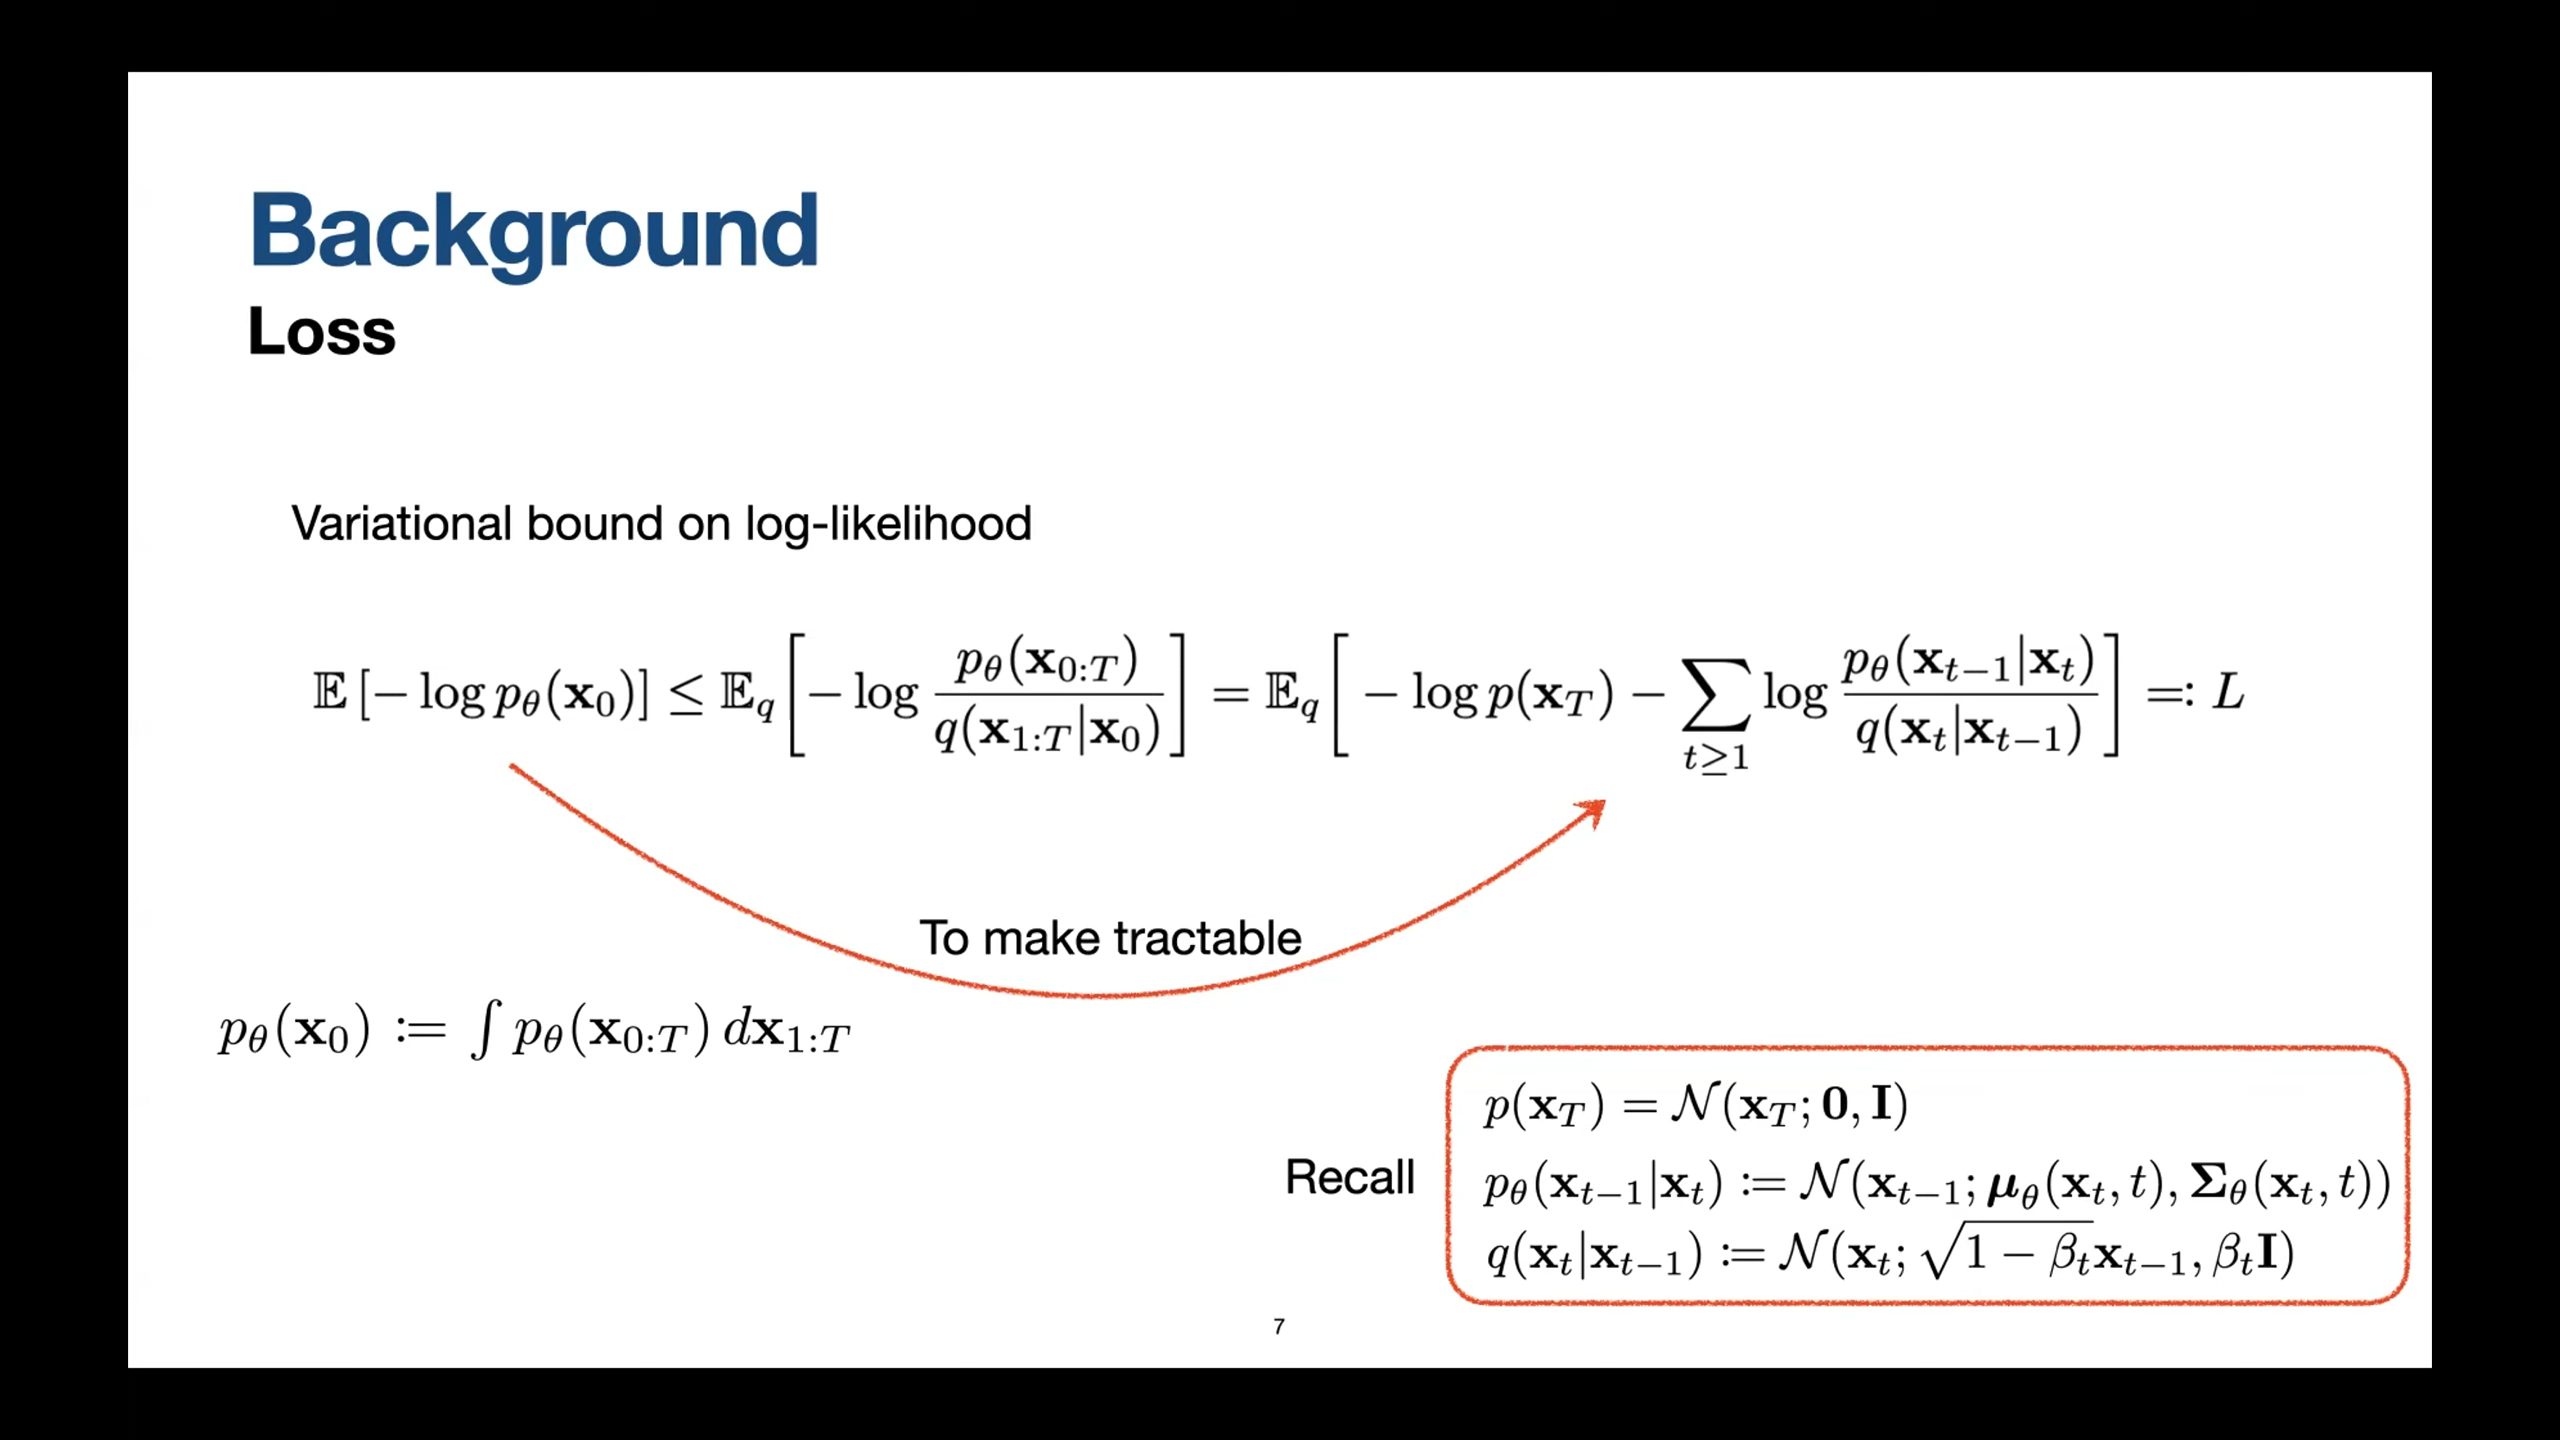 Background
Loss
Variational bound on log-likelihood
𝔼 [− log p_θ(𝐱_0)] ≤ 𝔼_q [ − log \frac{p_θ(𝐱_{0:T})}{q(𝐱_{1:T}|𝐱_0)} ] = 𝔼_q [ − log p(𝐱_T) − ∑_{t≥1} log \frac{p_θ(𝐱_{t−1}|𝐱_t)}{q(𝐱_t|𝐱_{t−1})} ] =: L
To make tractable
p_θ(𝐱_0) := ∫ p_θ(𝐱_{0:T}) d𝐱_{1:T}
p(𝐱_T) = 𝒩(𝐱_T; 𝟎, 𝐈)
Recall
p_θ(𝐱_{t−1}|𝐱_t) := 𝒩(𝐱_{t−1}; 𝝁_θ(𝐱_t, t), 𝚺_θ(𝐱_t, t))
q(𝐱_t|𝐱_{t−1}) := 𝒩(𝐱_t; √{1 − β_t}𝐱_{t−1}, β_t𝐈)
7